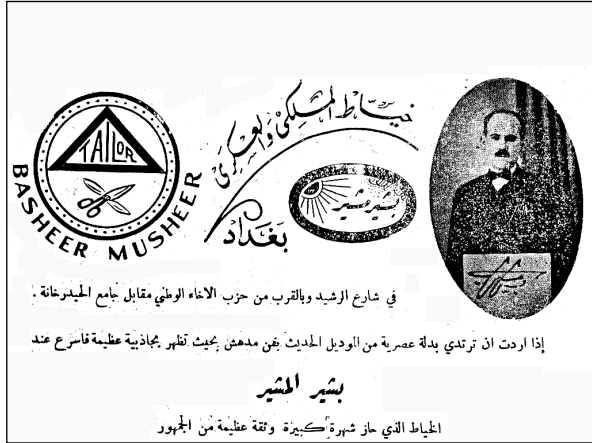 TAILOR
BASHEER MUSHEER
خياط الملكي والعسكري
بشير مشير
بغداد
في شارع الرشيد وبالقرب من حزب الاخاء الوطني مقابل جامع الحيدرخانة .
إذا اردت ان ترتدي بدلة عصرية من الموديل الحديث بفن مدهش بحيث تظهر بجاذبية عظيمة فاسرع عند
بشير المشير
الخياط الذي حاز شهرة كبيرة وثقة عظيمة من الجمهور